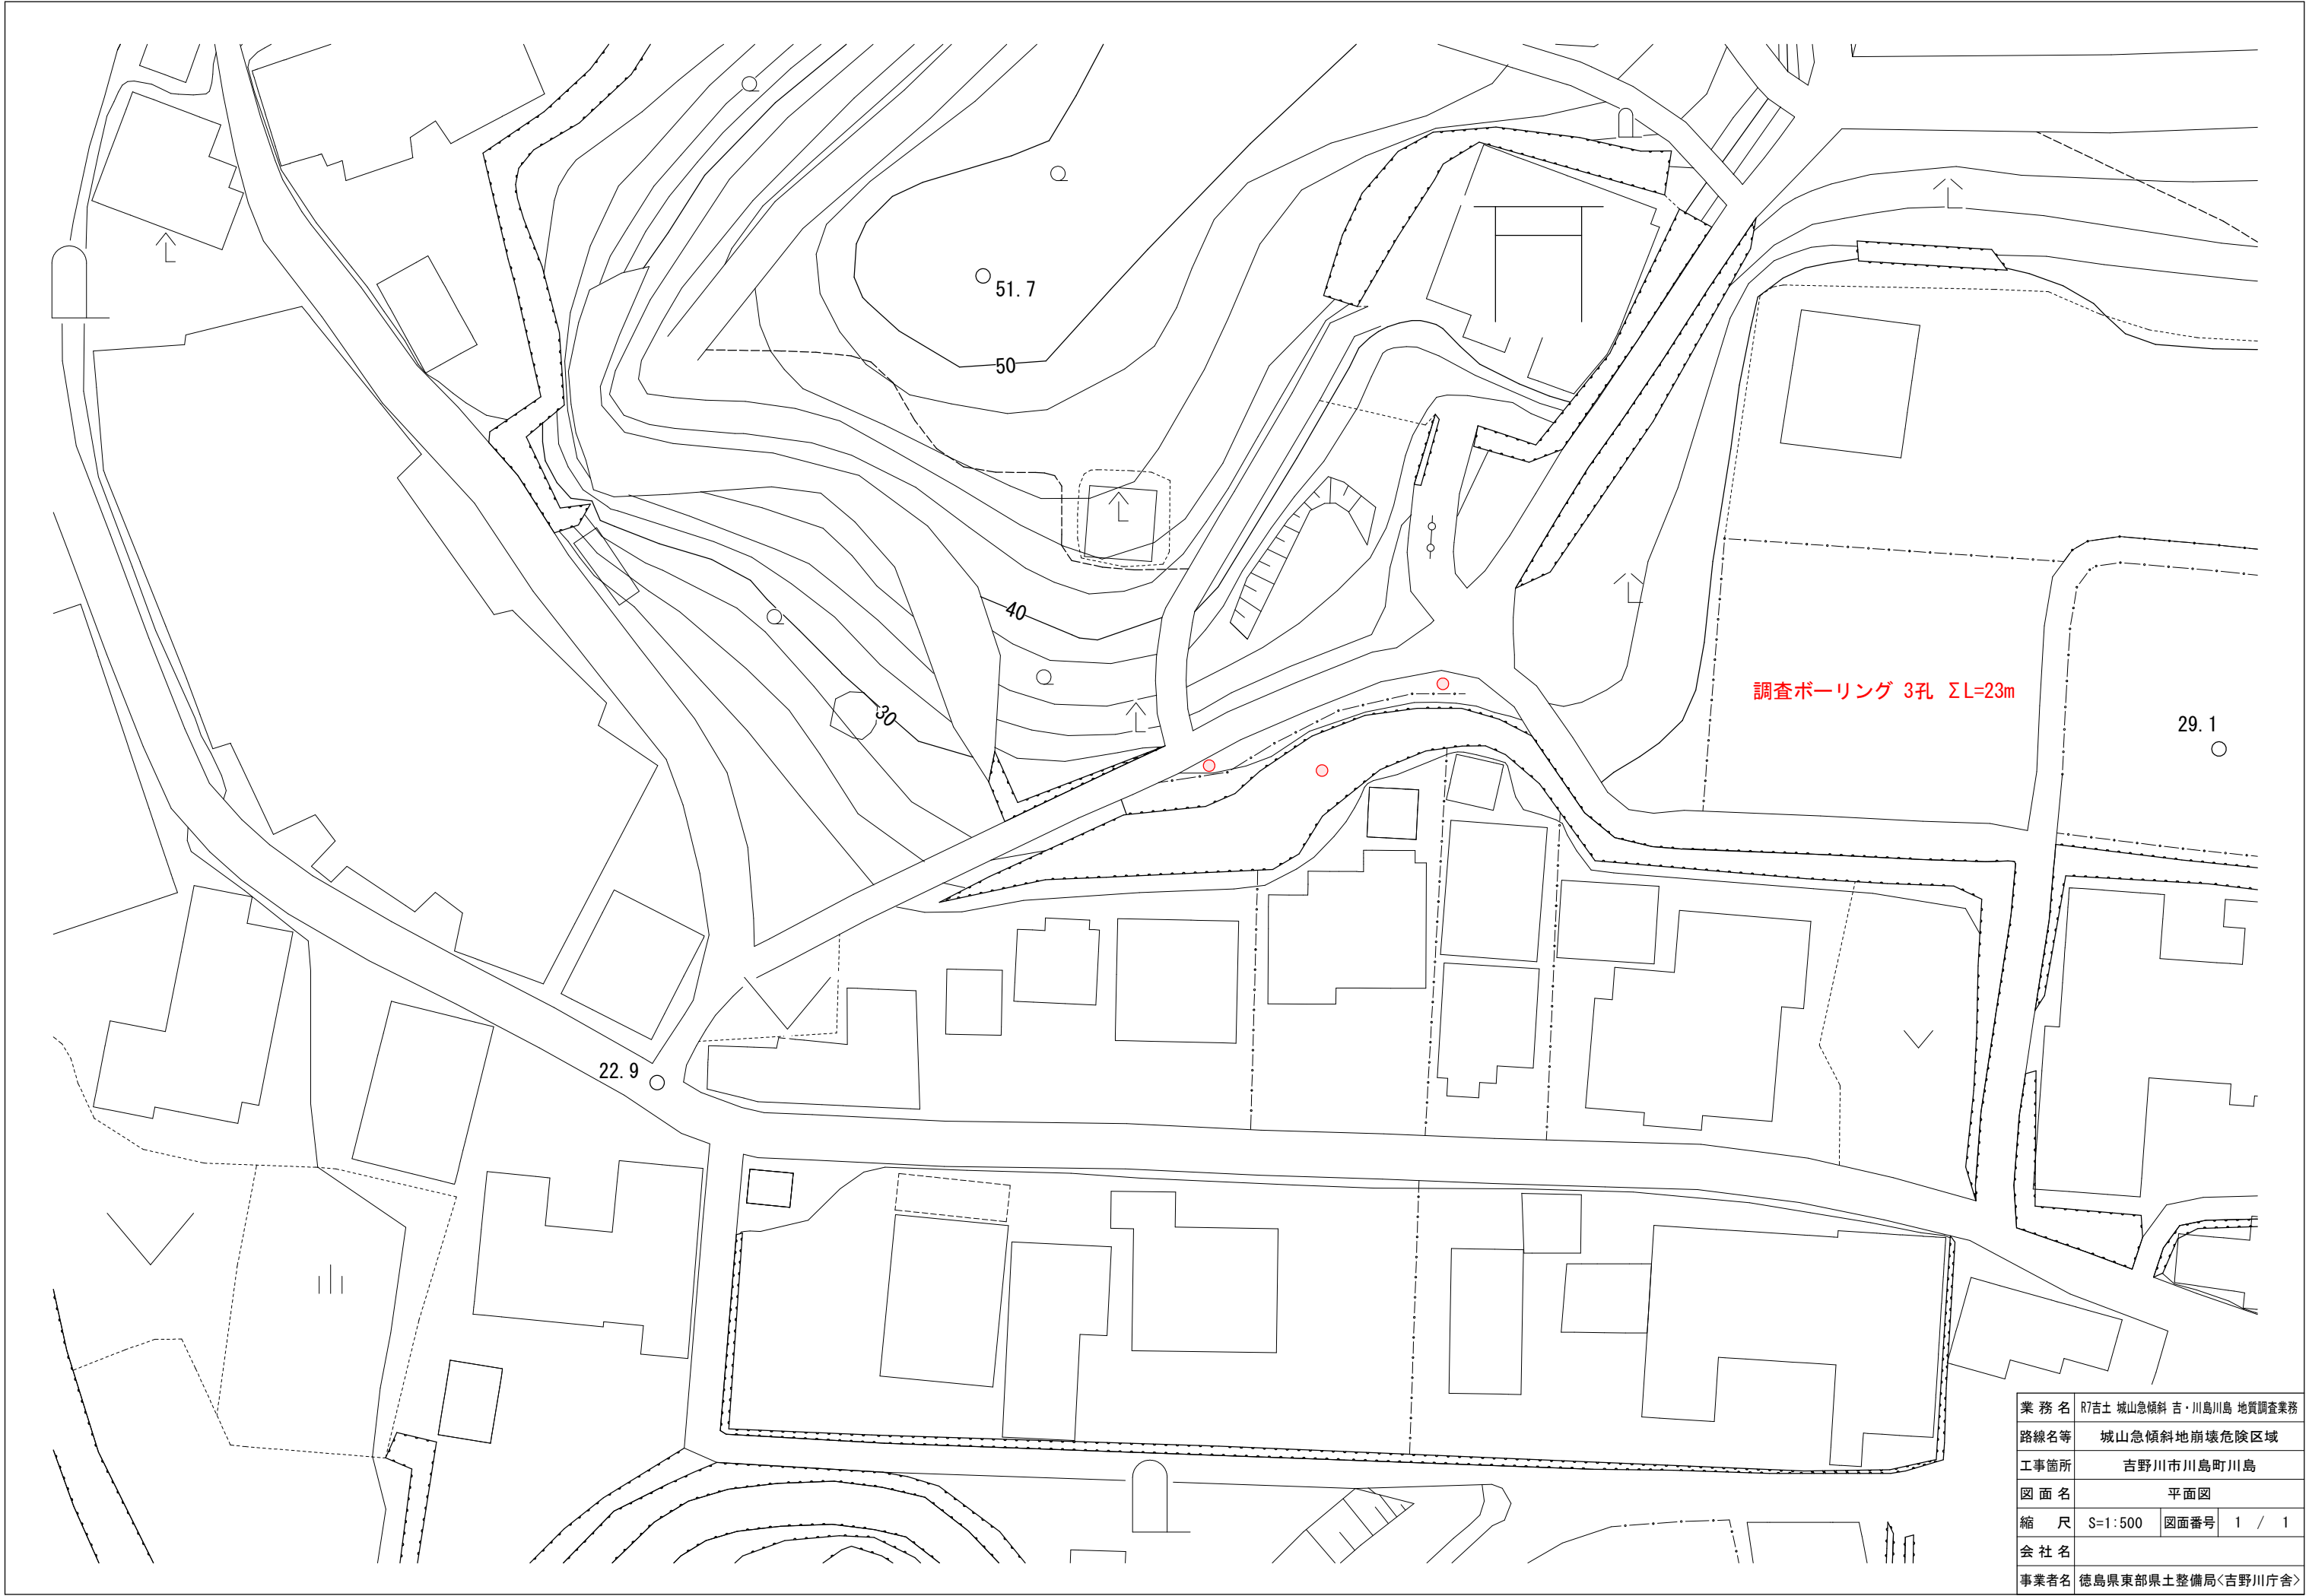 51.7
50
40
30
調査ボーリング 3孔 ΣL=23m
29.1
22.9
業務名 R7吉土 城山急傾斜 吉・川島川島 地質調査業務
路線名等 城山急傾斜地崩壊危険区域
工事箇所 吉野川市川島町川島
図面名 平面図
縮尺 S=1:500 図面番号 1 / 1
会社名
事業者名 徳島県東部県土整備局<吉野川庁舎>